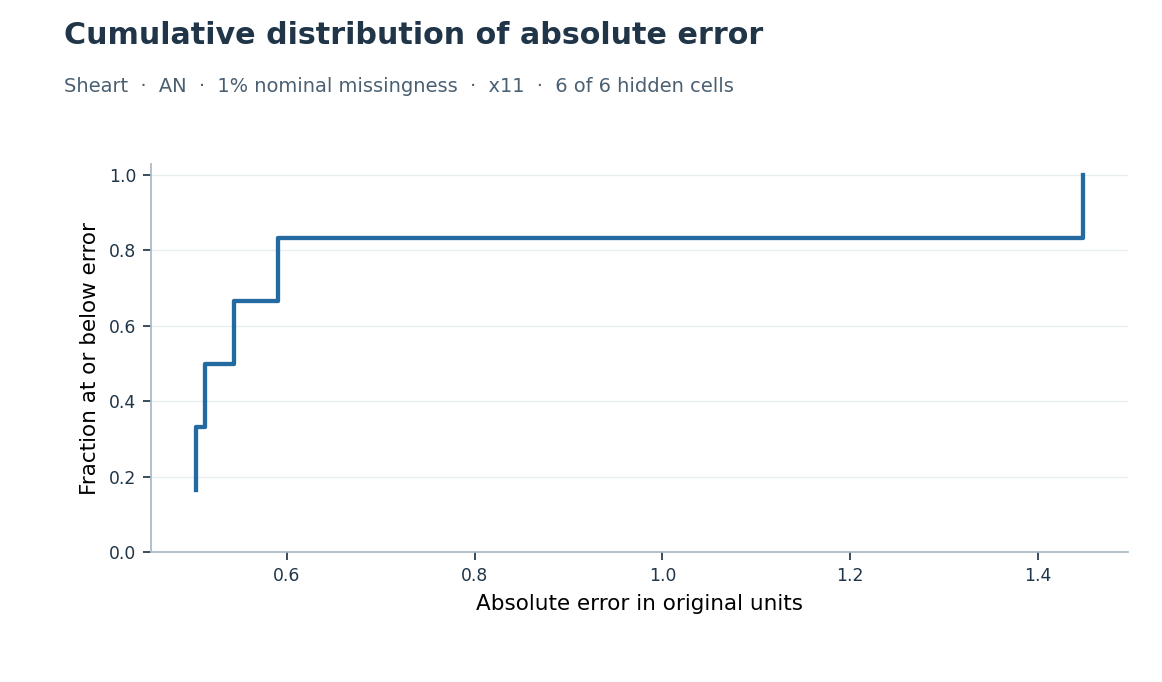 Cumulative distribution of absolute error
Sheart · AN · 1% nominal missingness · x11 · 6 of 6 hidden cells
Fraction at or below error
1.0
0.8
0.6
0.4
0.2
0.0
0.6 0.8 1.0 1.2 1.4
Absolute error in original units